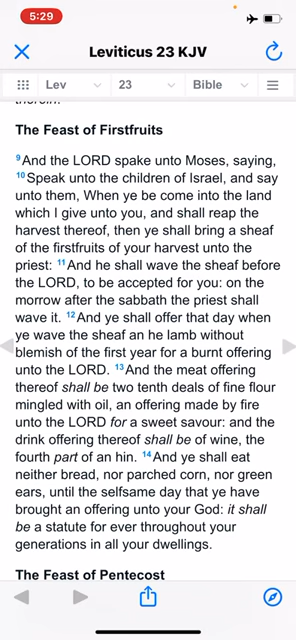 5:29
Leviticus 23 KJV
Lev 23 Bible
therein.
The Feast of Firstfruits
9And the LORD spake unto Moses, saying,
10Speak unto the children of Israel, and say
unto them, When ye be come into the land
which I give unto you, and shall reap the
harvest thereof, then ye shall bring a sheaf
of the firstfruits of your harvest unto the
priest: 11And he shall wave the sheaf before
the LORD, to be accepted for you: on the
morrow after the sabbath the priest shall
wave it. 12And ye shall offer that day when
ye wave the sheaf an he lamb without
blemish of the first year for a burnt offering
unto the LORD. 13And the meat offering
thereof shall be two tenth deals of fine flour
mingled with oil, an offering made by fire
unto the LORD for a sweet savour: and the
drink offering thereof shall be of wine, the
fourth part of an hin. 14And ye shall eat
neither bread, nor parched corn, nor green
ears, until the selfsame day that ye have
brought an offering unto your God: it shall
be a statute for ever throughout your
generations in all your dwellings.
The Feast of Pentecost